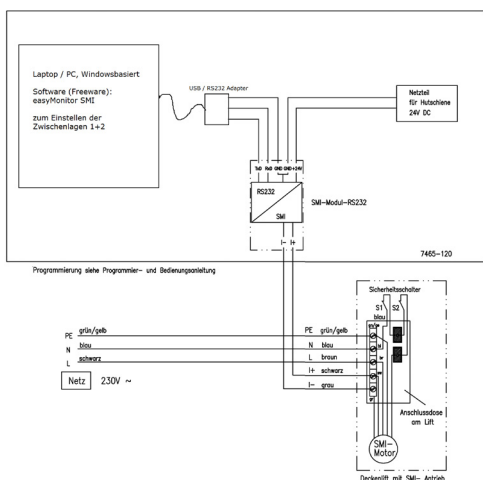 Laptop / PC, Windowsbasiert
Software (Freeware):
easyMonitor SMI
zum Einstellen der
Zwischenlagen 1+2
USB / RS232 Adapter
Netzteil
für Hutschiene
24V DC
TxD RxD GND GND +24V
RS232
SMI
SMI-Modul-RS232
I- I+
7465-120
Programmierung siehe Programmier- und Bedienungsanleitung
Sicherheitsschalter
S1 S2
blau
PE grün/gelb PE grün/gelb
N blau N blau
L schwarz L braun
I+ schwarz
I- grau
Netz 230V ~
Anschlussdose
am Lift
SMI-
Motor
Deckenlift mit SMI- Antrieb